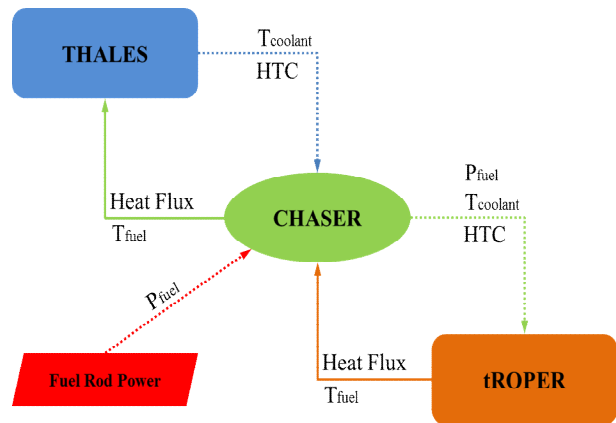 THALES
Tcoolant
HTC
Heat Flux
Tfuel
CHASER
Pfuel
Tcoolant
HTC
Pfuel
Fuel Rod Power
Heat Flux
Tfuel
tROPER